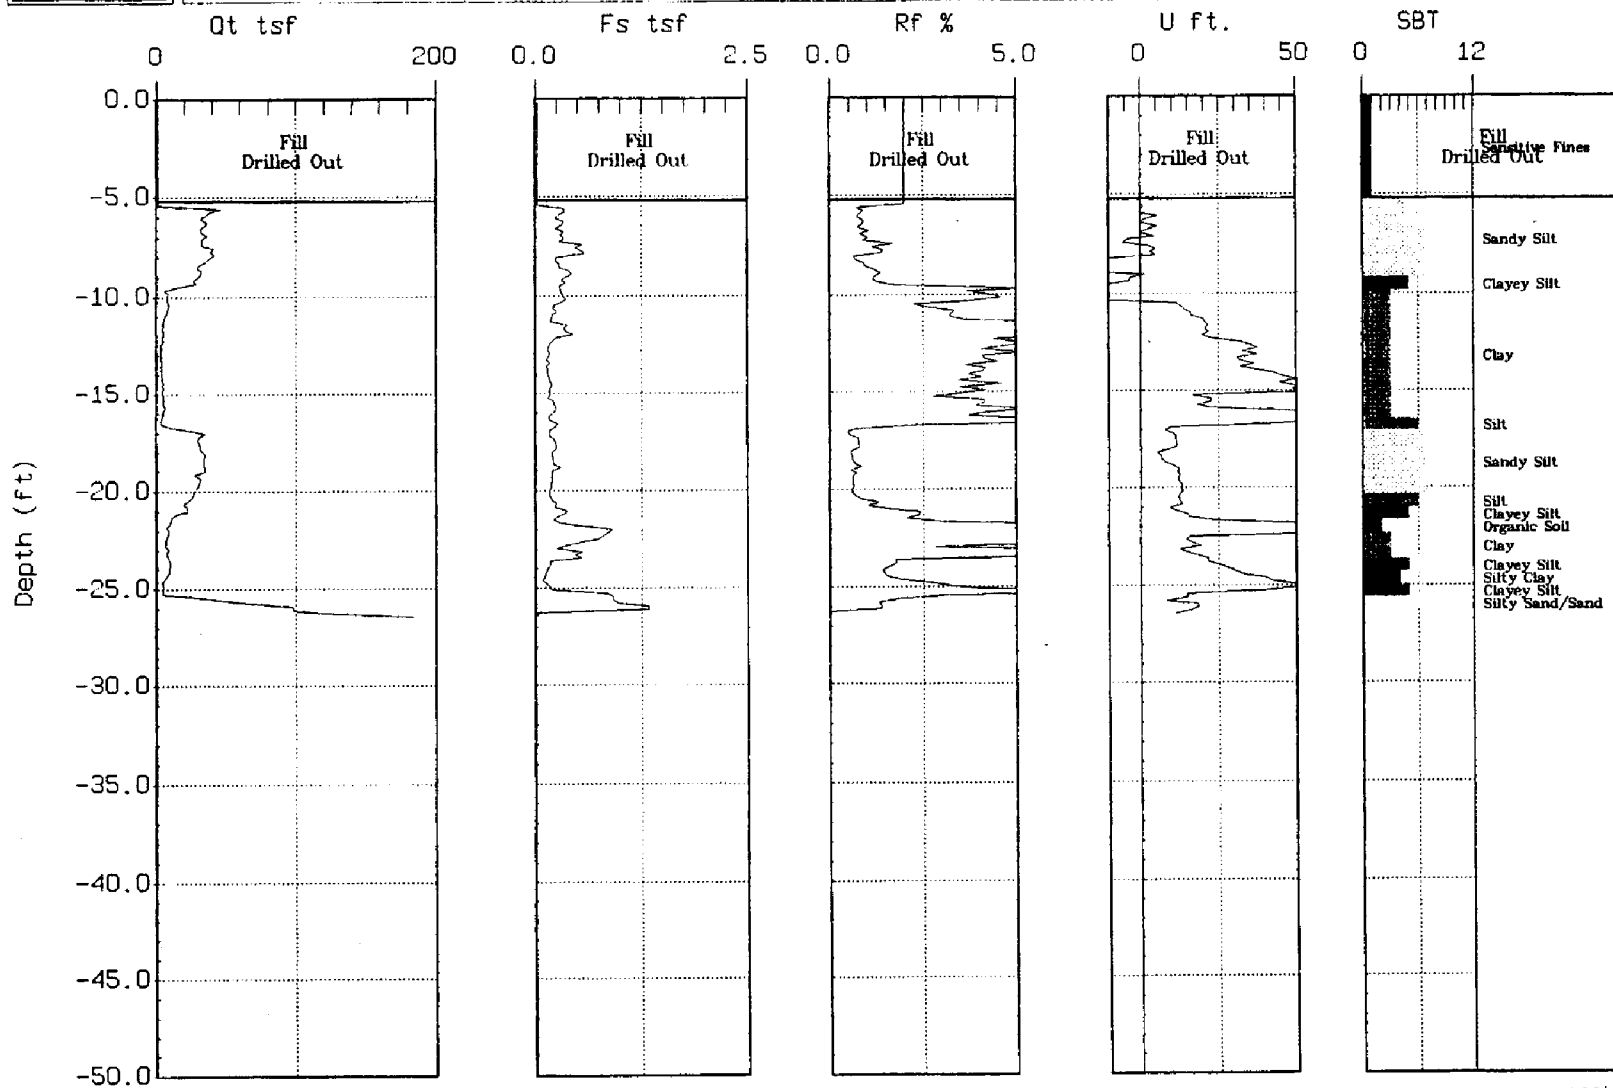 Qt tsf Fs tsf Rf % U ft. SBT
0 200 0.0 2.5 0.0 5.0 0 50 0 12
0.0
Fill Fill Fill Fill Fill
Drilled Out Drilled Out Drilled Out Drilled Out Drilled Out
Sensitive Fines
-5.0
Sandy Silt
Clayey Silt
-10.0
Clay
-15.0
Silt
Sandy Silt
-20.0
Silt
Clayey Silt
Organic Soil
Clay
Clayey Silt
Silty Clay
-25.0
Clayey Silt
Silty Sand/Sand
-30.0
-35.0
-40.0
-45.0
-50.0
Depth (ft)